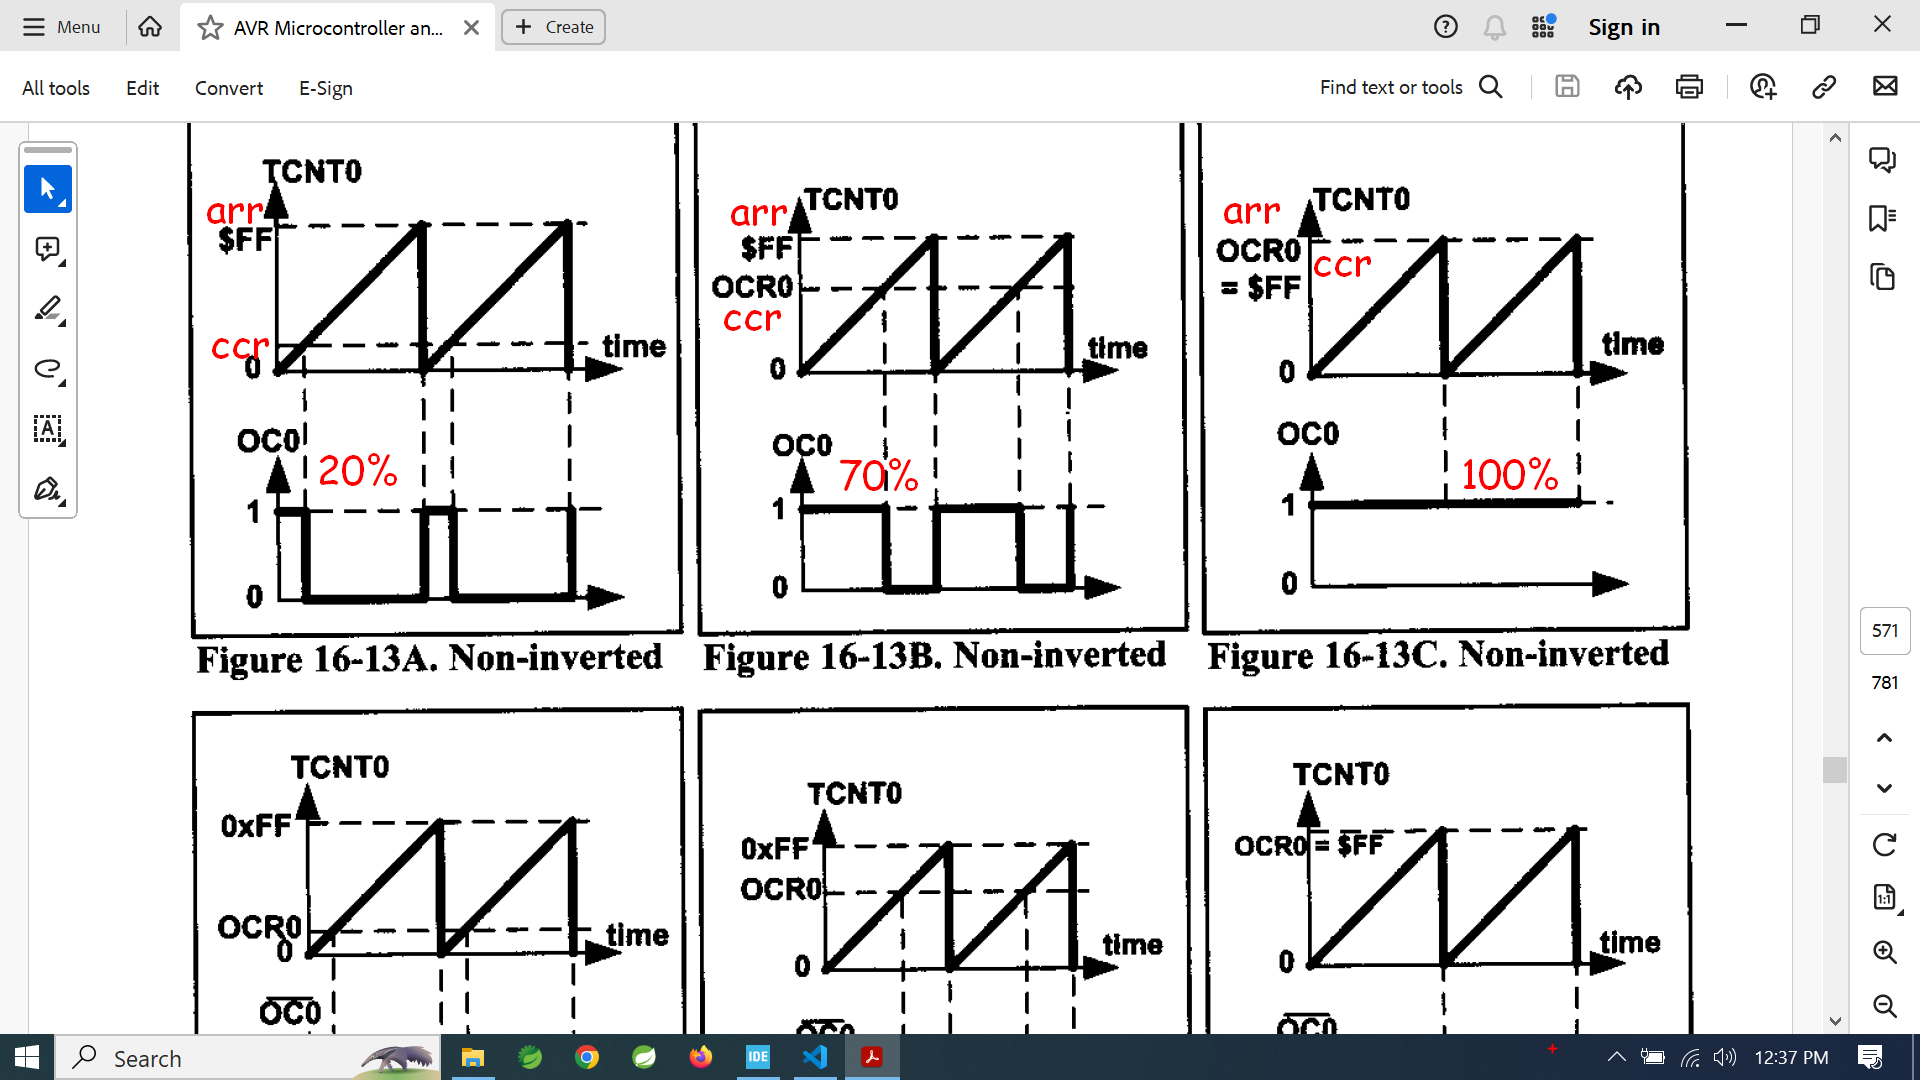 Menu
AVR Microcontroller an...
Create
Sign in
All tools
Edit
Convert
E-Sign
Find text or tools
TCNT0
arr
$FF
ccr
0
time
OC0
20%
1
0
Figure 16-13A. Non-inverted
TCNT0
arr
$FF
OCR0
ccr
0
time
OC0
70%
1
0
Figure 16-13B. Non-inverted
TCNT0
arr
OCR0
ccr
= $FF
0
time
OC0
100%
1
0
Figure 16-13C. Non-inverted
TCNT0
0xFF
OCR0
0
time
OC0
TCNT0
0xFF
OCR0
0
time
OC0
TCNT0
OCR0 = $FF
0
time
OC0
571
781
1:1
Search
IDE
12:37 PM